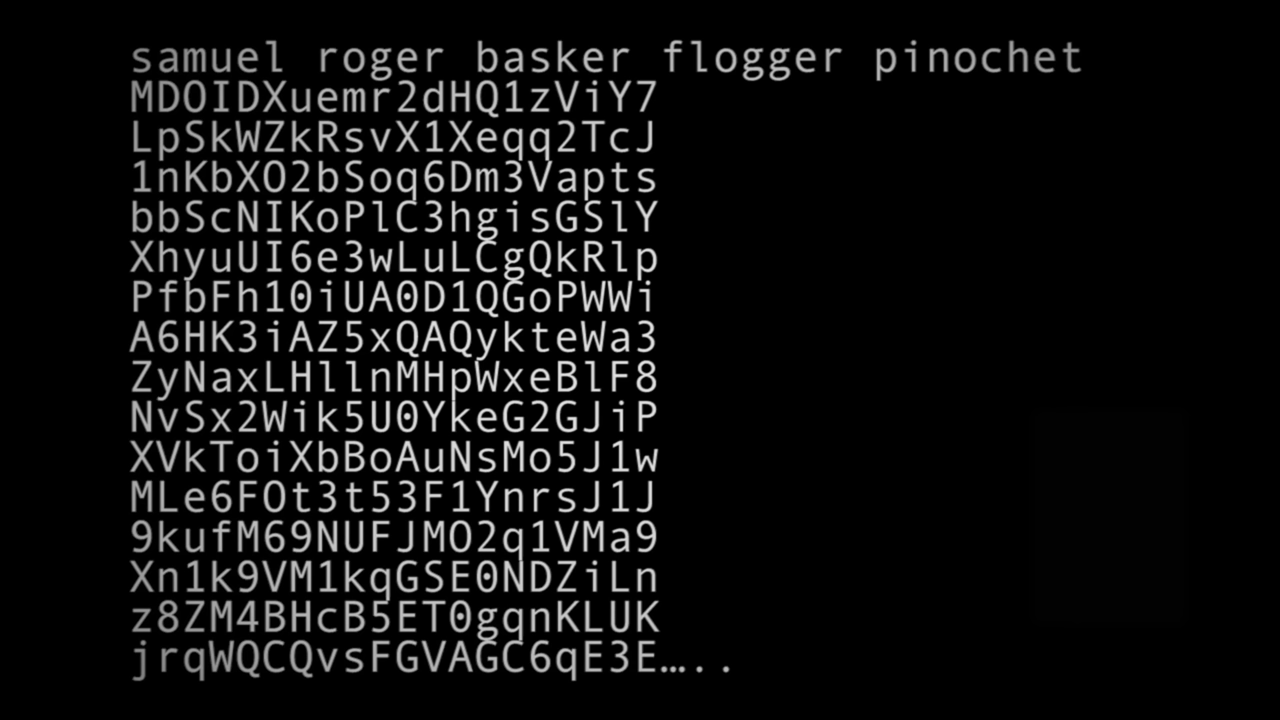 samuel roger basker flogger pinochet
MDOIDXuemr2dHQ1zViY7
LpSkWZkRsvX1Xeqq2TcJ
1nKbXO2bSoq6Dm3Vapts
bbScNIKoPlC3hgisGSlY
XhyuUI6e3wLuLCgQkRlp
PfbFh10iUA0D1QGoPWWi
A6HK3iAZ5xQAQykteWa3
ZyNaxLHllnMHpWxeBlF8
NvSx2Wik5U0YkeG2GJiP
XVkToiXbBoAuNsMo5J1w
MLe6FOt3t53F1YnrsJ1J
9kufM69NUFJMO2q1VMa9
Xn1k9VM1kqGSE0NDZiLn
z8ZM4BHcB5ET0gqnKLUK
jrqWQCQvsFGVAGC6qE3E…..